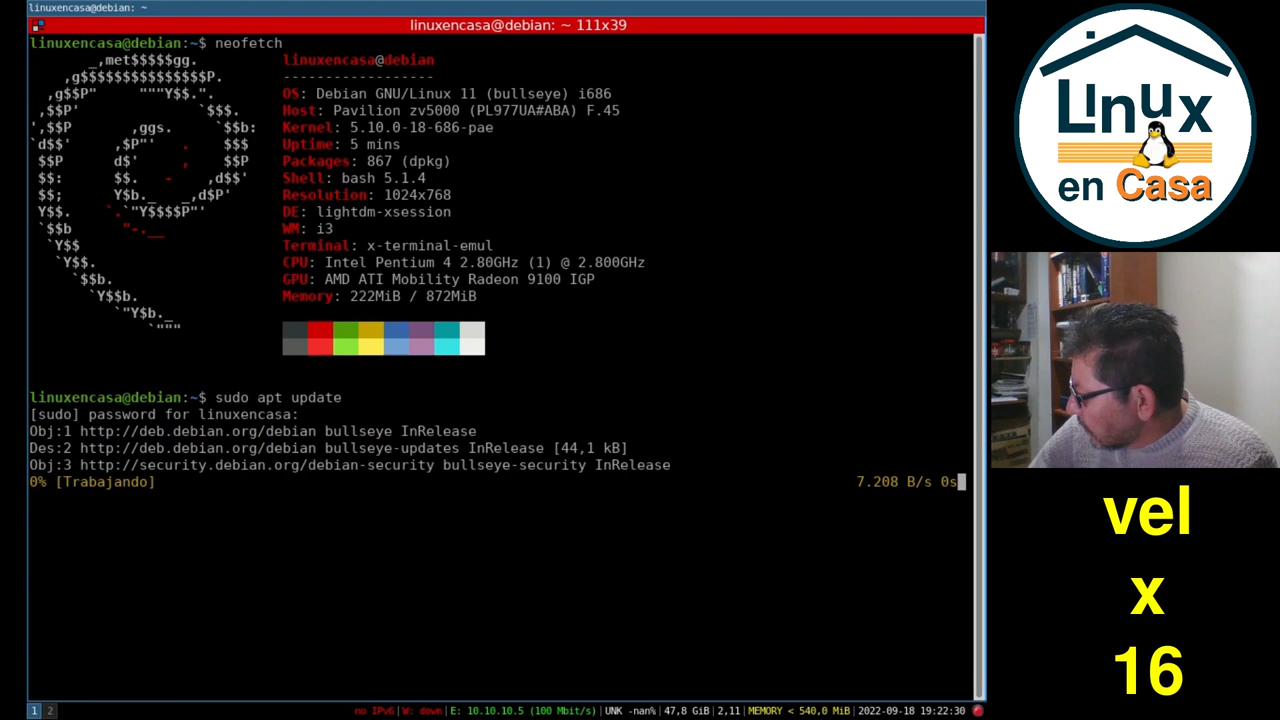 linuxencasa@debian: ~
linuxencasa@debian: ~ 111x39
linuxencasa@debian:~$ neofetch
linuxencasa@debian
------------------
OS: Debian GNU/Linux 11 (bullseye) i686
Host: Pavilion zv5000 (PL977UA#ABA) F.45
Kernel: 5.10.0-18-686-pae
Uptime: 5 mins
Packages: 867 (dpkg)
Shell: bash 5.1.4
Resolution: 1024x768
DE: lightdm-xsession
WM: i3
Terminal: x-terminal-emul
CPU: Intel Pentium 4 2.80GHz (1) @ 2.800GHz
GPU: AMD ATI Mobility Radeon 9100 IGP
Memory: 222MiB / 872MiB
linuxencasa@debian:~$ sudo apt update
[sudo] password for linuxencasa:
Obj:1 http://deb.debian.org/debian bullseye InRelease
Des:2 http://deb.debian.org/debian bullseye-updates InRelease [44,1 kB]
Obj:3 http://security.debian.org/debian-security bullseye-security InRelease
0% [Trabajando] 7.208 B/s 0s
1 2 no IPv6|W: down|E: 10.10.10.5 (100 Mbit/s)|UNK -nan%|47,8 GiB|2,11|MEMORY < 540,0 MiB|2022-09-18 19:22:30
Linux
en Casa
vel
x
16